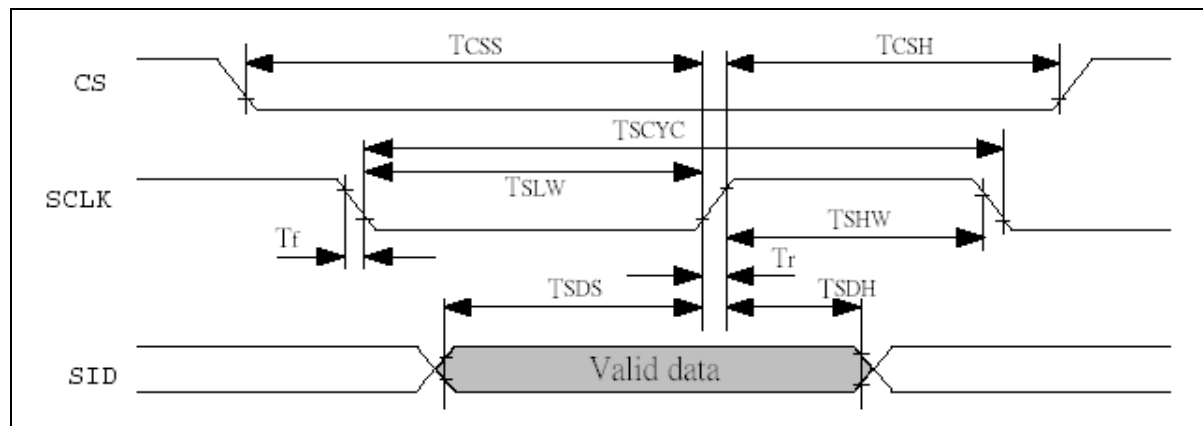 TCSS TCSH
CS
TSCYC
SCLK TSLW
TSHW
Tf Tr
TSDS TSDH
SID Valid data